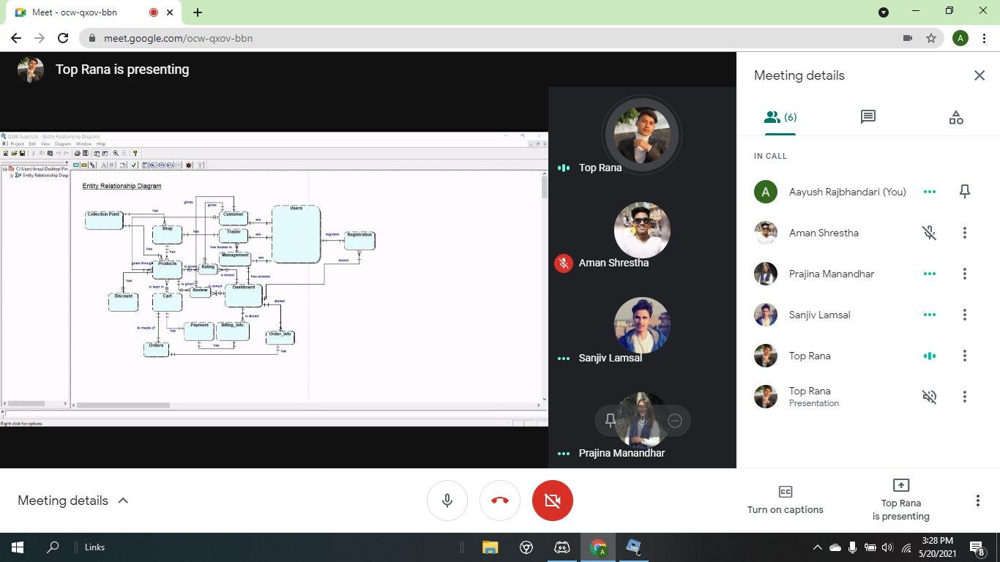 Meet - ocw-qxov-bbn
meet.google.com/ocw-qxov-bbn
A
Top Rana is presenting
QSEE SuperLite - [Entity Relationship Diagram]
Project Edit View Diagram Window Help
C:\Users\brezz\Desktop\Fin
Entity Relationship Diag
Entity Relationship Diagram
gives
gives
has
Collection Point
Customer
are
Users
Shop
has
Trader
are
registers
Registration
has access to
has
has
Management
are
stored
goes through
Products
is given
Rating
is stored
has access
has
is kept in
is given
is stored
Review
Dashboard
Discount
Cart
stored
is stored
is made of
has
Payment
Billing_Info
Order_Info
has
Orders
has
Right click for options
Top Rana
Aman Shrestha
Sanjiv Lamsal
Prajina Manandhar
Meeting details
(6)
IN CALL
A
Aayush Rajbhandari (You)
Aman Shrestha
Prajina Manandhar
Sanjiv Lamsal
Top Rana
Top Rana
Presentation
Meeting details
CC
Turn on captions
Top Rana
is presenting
Links
A
3:28 PM
5/20/2021
8